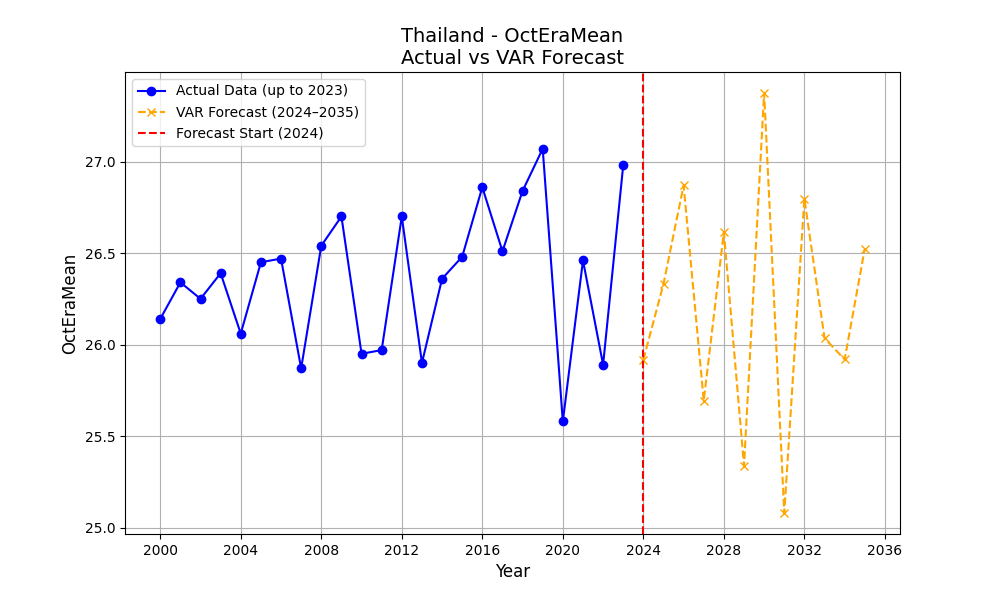 Thailand - OctEraMean
Actual vs VAR Forecast
Actual Data (up to 2023)
VAR Forecast (2024–2035)
Forecast Start (2024)
OctEraMean
27.0
26.5
26.0
25.5
25.0
2000 2004 2008 2012 2016 2020 2024 2028 2032 2036
Year